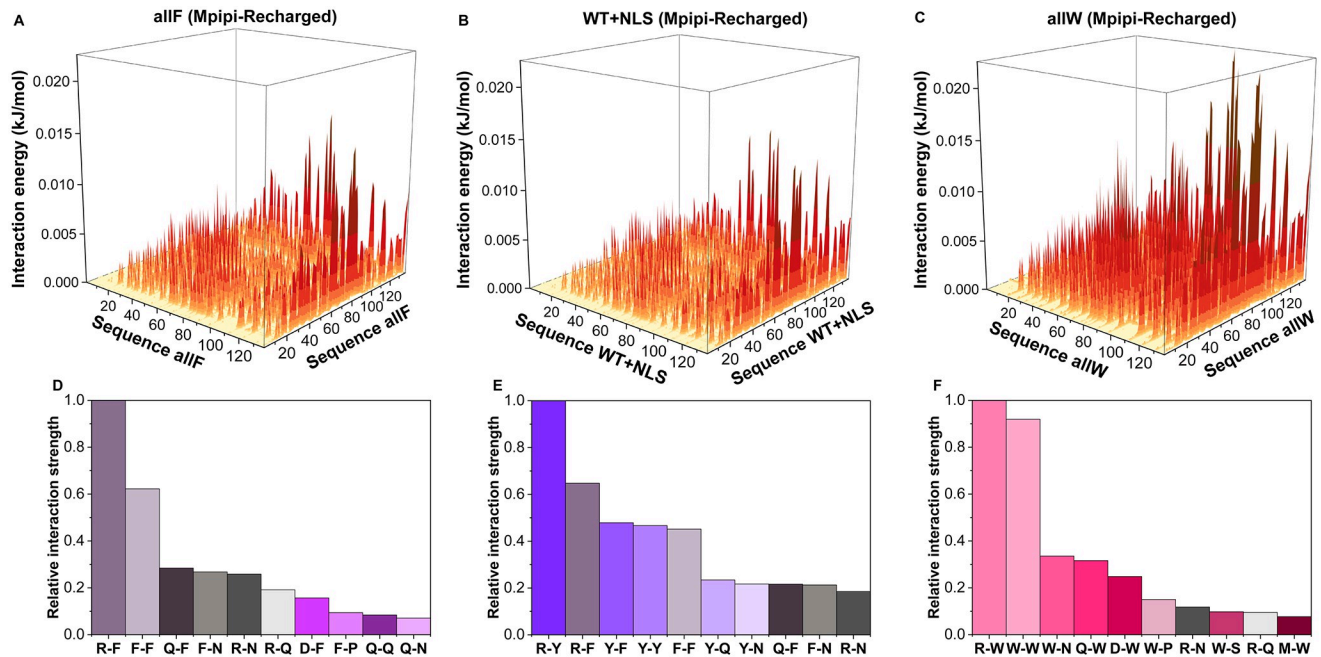 A
allF (Mpipi-Recharged)
Interaction energy (kJ/mol)
0.020
0.015
0.010
0.005
0.000
20
40
60
80
100
120
Sequence allF
20
40
60
80
100
120
Sequence allF
B
WT+NLS (Mpipi-Recharged)
Interaction energy (kJ/mol)
0.020
0.015
0.010
0.005
0.000
20
40
60
80
100
120
Sequence WT+NLS
20
40
60
80
100
120
Sequence WT+NLS
C
allW (Mpipi-Recharged)
Interaction energy (kJ/mol)
0.020
0.015
0.010
0.005
0.000
20
40
60
80
100
120
Sequence allW
20
40
60
80
100
120
Sequence allW
D
Relative interaction strength
1.0
0.8
0.6
0.4
0.2
0.0
R-F F-F Q-F F-N R-N R-Q D-F F-P Q-Q Q-N
E
Relative interaction strength
1.0
0.8
0.6
0.4
0.2
0.0
R-Y R-F Y-F Y-Y F-F Y-Q Y-N Q-F F-N R-N
F
Relative interaction strength
1.0
0.8
0.6
0.4
0.2
0.0
R-W W-W W-N Q-W D-W W-P R-N W-S R-Q M-W